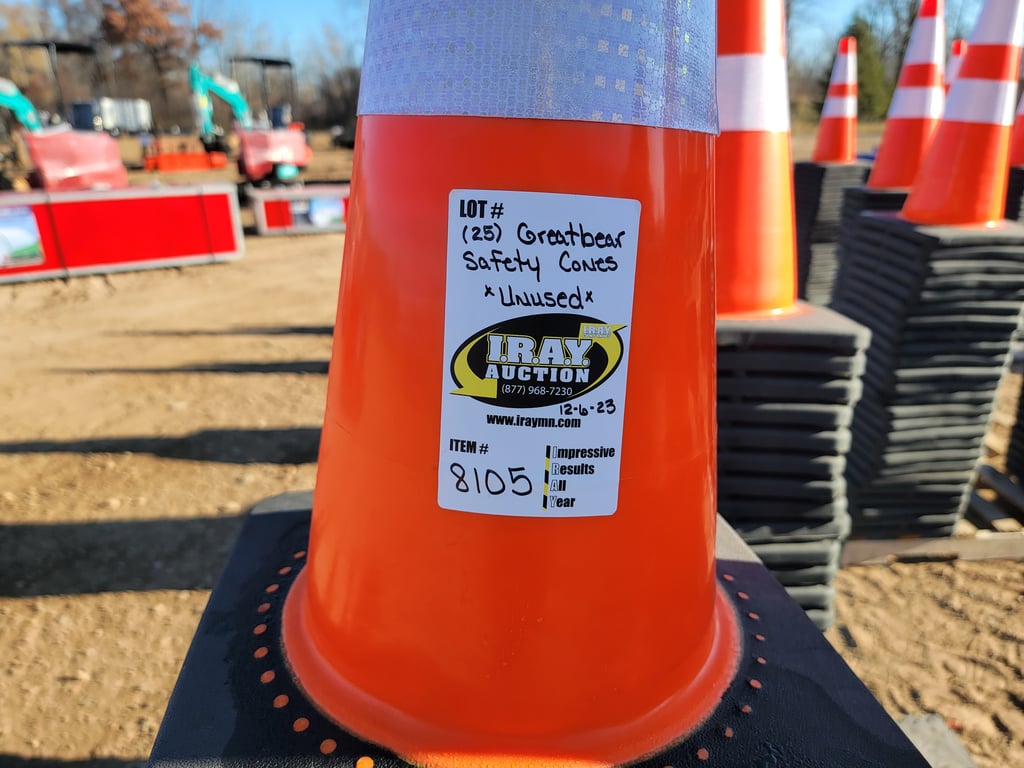 LOT #
(25) Greatbear
Safety Cones
*Unused*
I.R.A.Y.
I.R.A.Y.
AUCTION
(877) 968-7230
12-6-23
www.iraymn.com
ITEM #
8105
Impressive
Results
All
Year